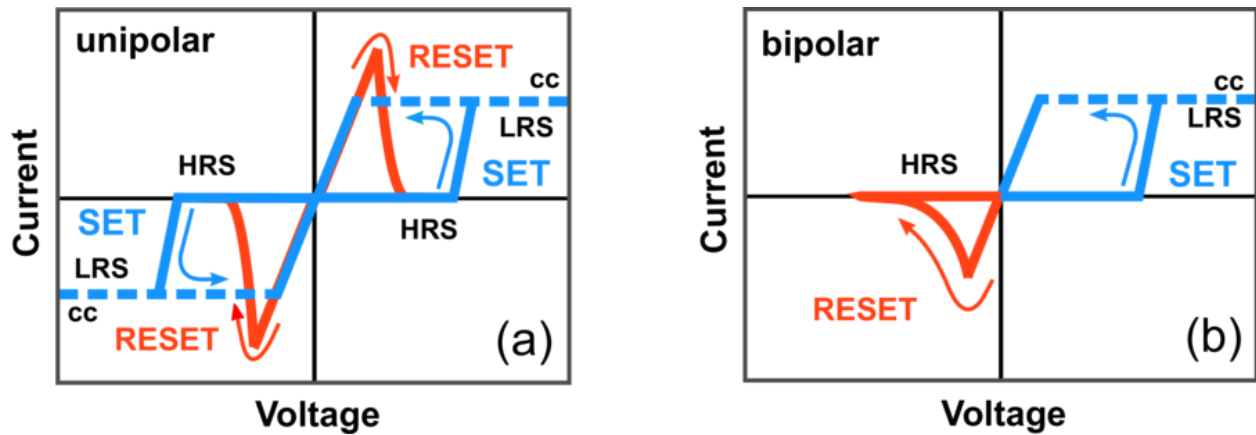 unipolar
RESET
cc
LRS
HRS
SET
SET
HRS
LRS
cc
RESET
(a)
Current
Voltage
bipolar
cc
LRS
HRS
SET
RESET
(b)
Current
Voltage